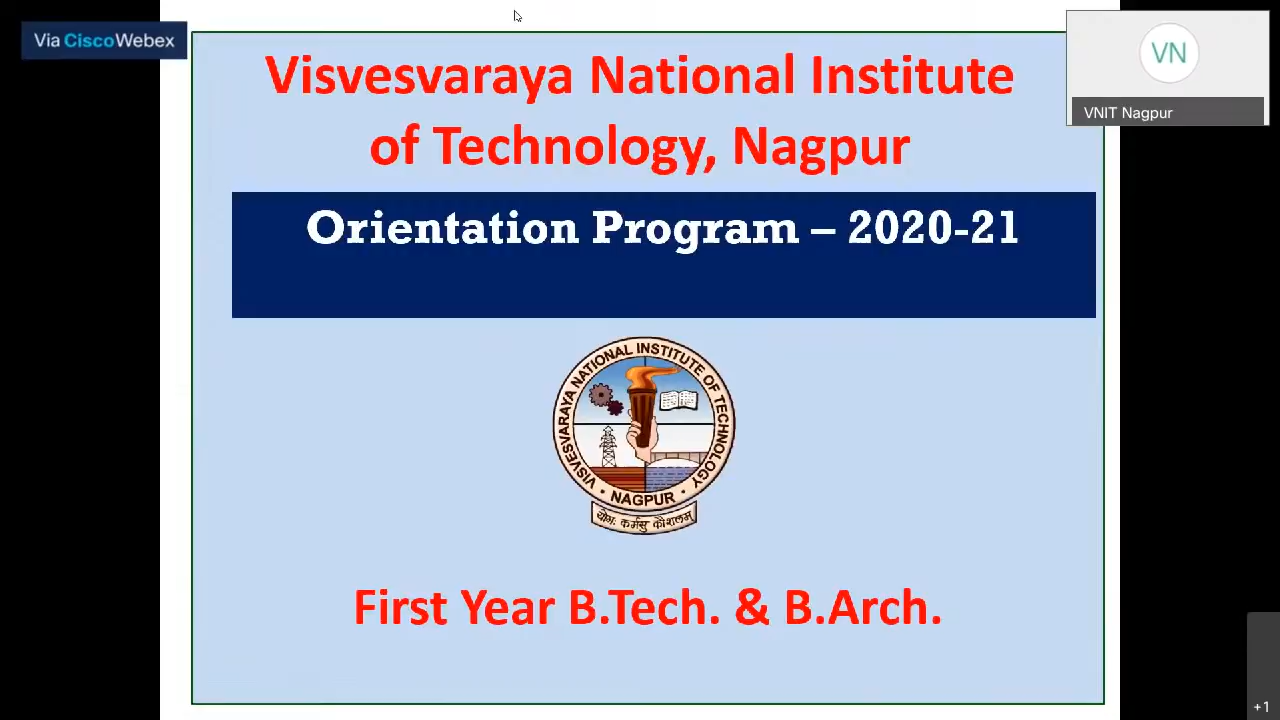 Via CiscoWebex
VN
VNIT Nagpur
Visvesvaraya National Institute
of Technology, Nagpur
Orientation Program – 2020-21
VISVESVARAYA NATIONAL INSTITUTE OF TECHNOLOGY
• NAGPUR •
योगः कर्मसु कौशलम्
First Year B.Tech. & B.Arch.
+1